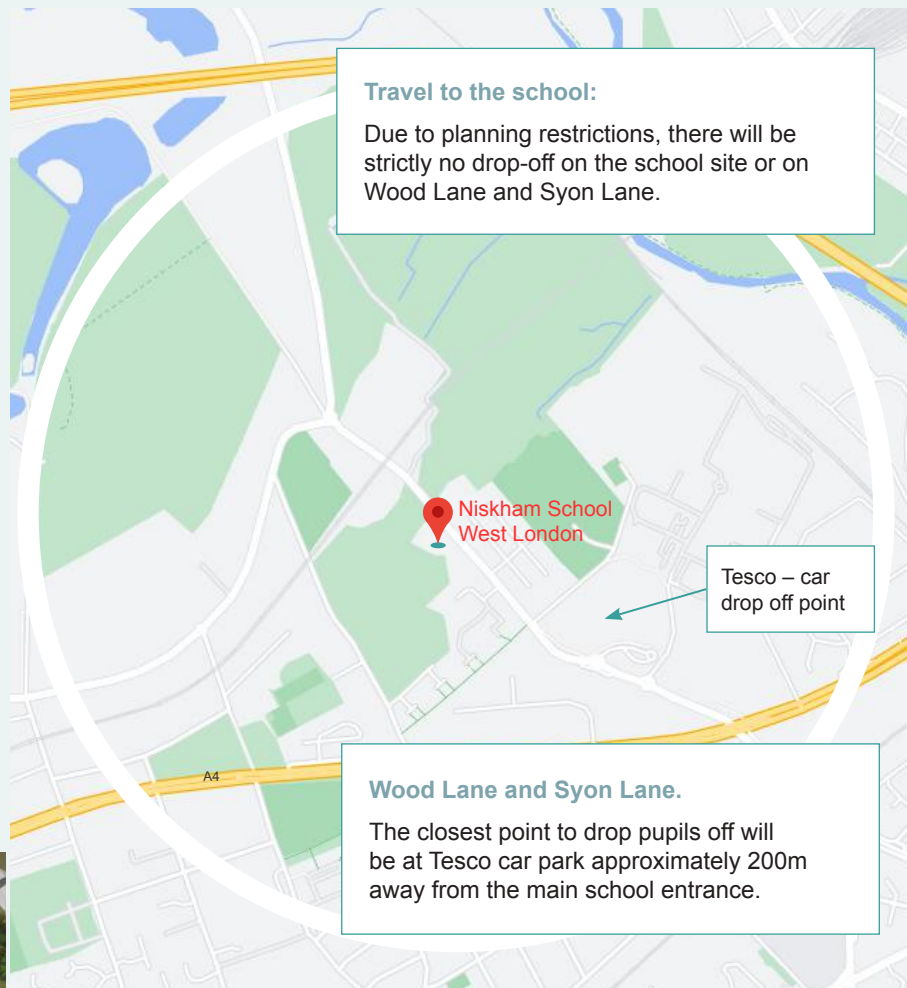 Travel to the school:
Due to planning restrictions, there will be
strictly no drop-off on the school site or on
Wood Lane and Syon Lane.
Niskham School
West London
Tesco – car
drop off point
A4
Wood Lane and Syon Lane.
The closest point to drop pupils off will
be at Tesco car park approximately 200m
away from the main school entrance.